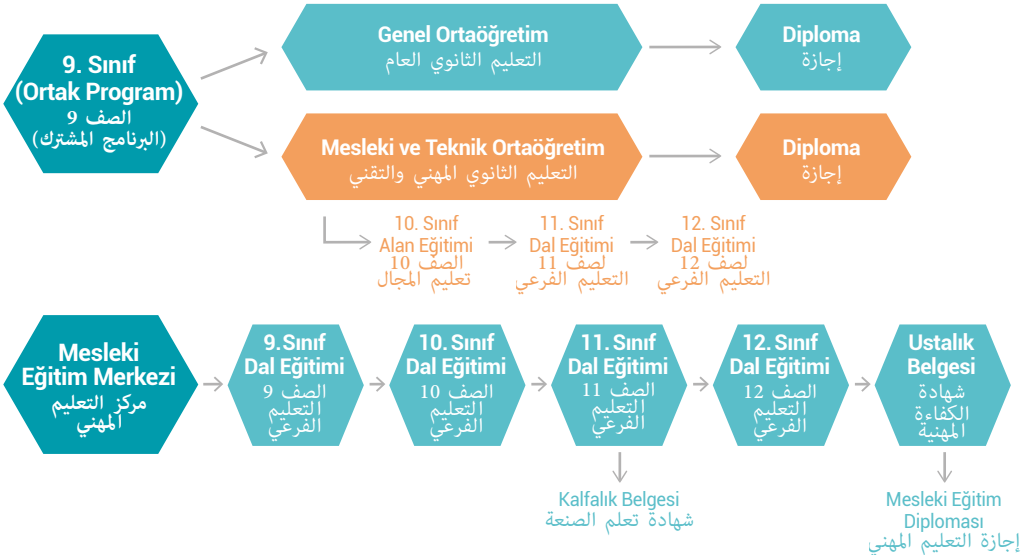 9. Sınıf
(Ortak Program)
الصف 9
(البرنامج المشترك)
Genel Ortaöğretim
التعليم الثانوي العام
Diploma
إجازة
Mesleki ve Teknik Ortaöğretim
التعليم الثانوي المهني والتقني
Diploma
إجازة
10. Sınıf
Alan Eğitimi
الصف 10
تعليم المجال
11. Sınıf
Dal Eğitimi
لصف 11
التعليم الفرعي
12. Sınıf
Dal Eğitimi
لصف 12
التعليم الفرعي
Mesleki
Eğitim Merkezi
مركز التعليم
المهني
9.Sınıf
Dal Eğitimi
الصف 9
التعليم
الفرعي
10.Sınıf
Dal Eğitimi
الصف 10
التعليم
الفرعي
11.Sınıf
Dal Eğitimi
الصف 11
التعليم
الفرعي
12.Sınıf
Dal Eğitimi
الصف 12
التعليم
الفرعي
Ustalık
Belgesi
شهادة
الكفاءة
المهنية
Kalfalık Belgesi
شهادة تعلم الصنعة
Mesleki Eğitim
Diploması
إجازة التعليم المهني